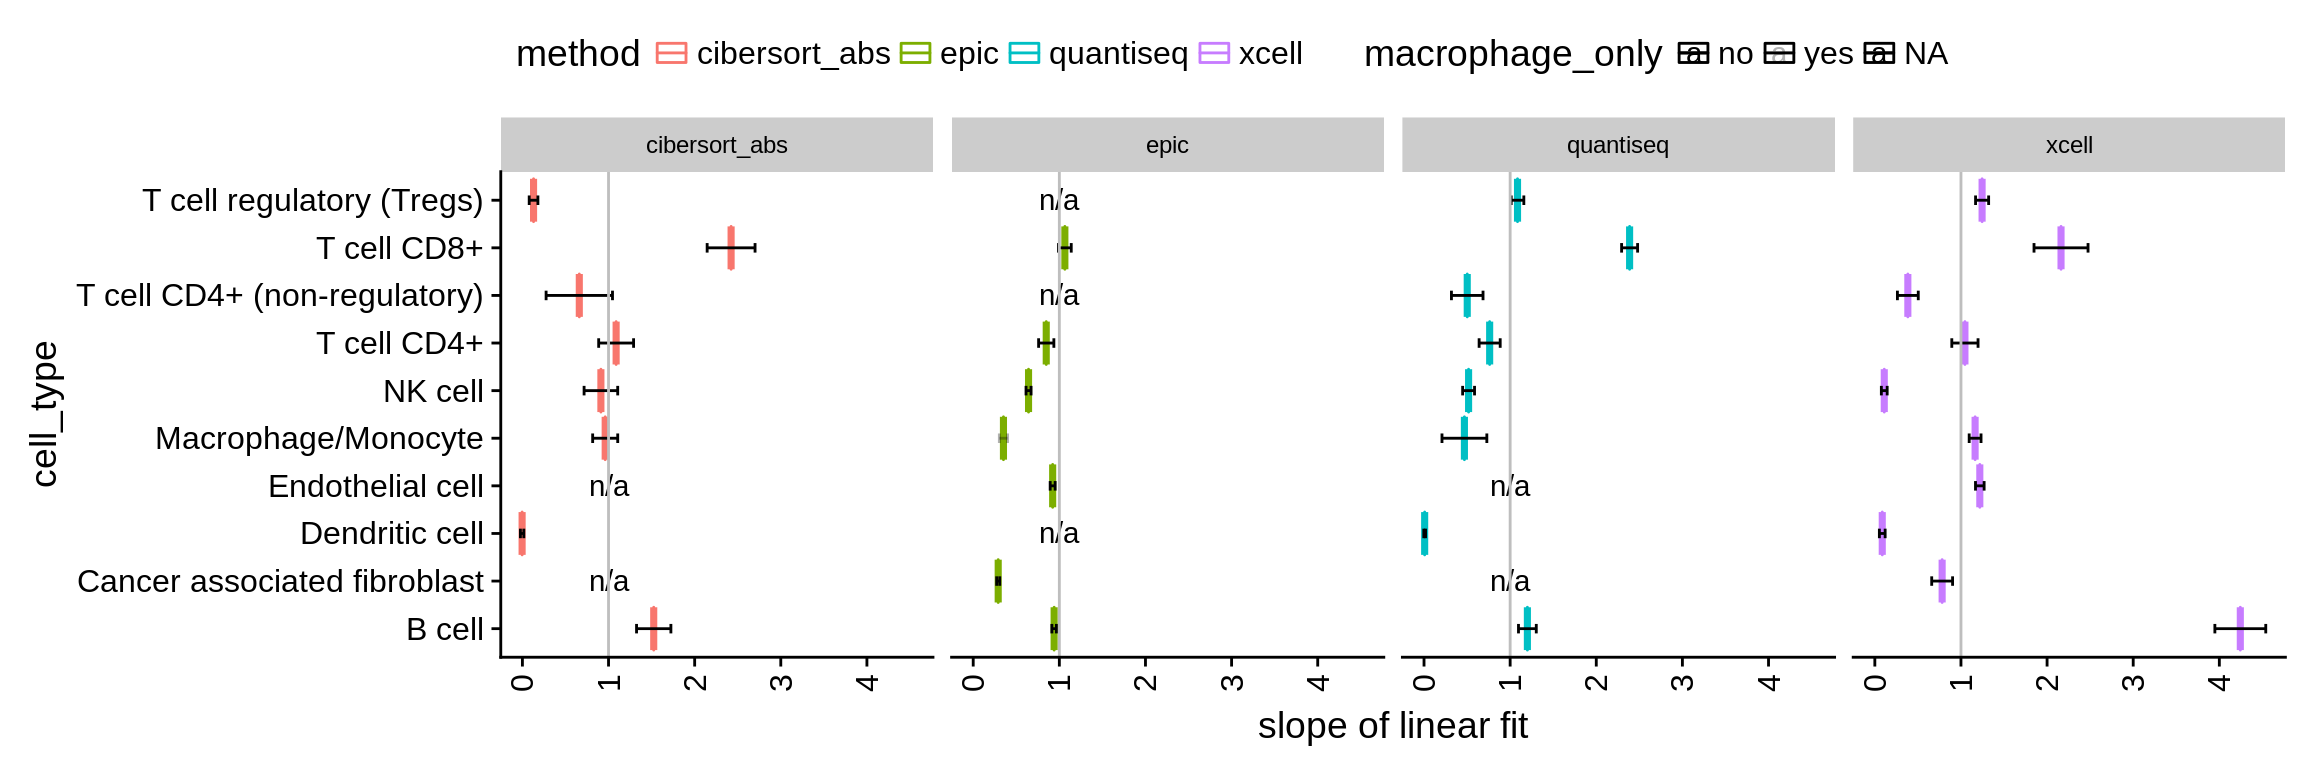 method cibersort_abs epic quantiseq xcell macrophage_only a no a yes a NA
cibersort_abs epic quantiseq xcell
T cell regulatory (Tregs) n/a
T cell CD8+
T cell CD4+ (non-regulatory) n/a
T cell CD4+
NK cell
Macrophage/Monocyte
Endothelial cell n/a n/a
Dendritic cell n/a
Cancer associated fibroblast n/a n/a
B cell
cell_type
0 1 2 3 4 0 1 2 3 4 0 1 2 3 4 0 1 2 3 4
slope of linear fit